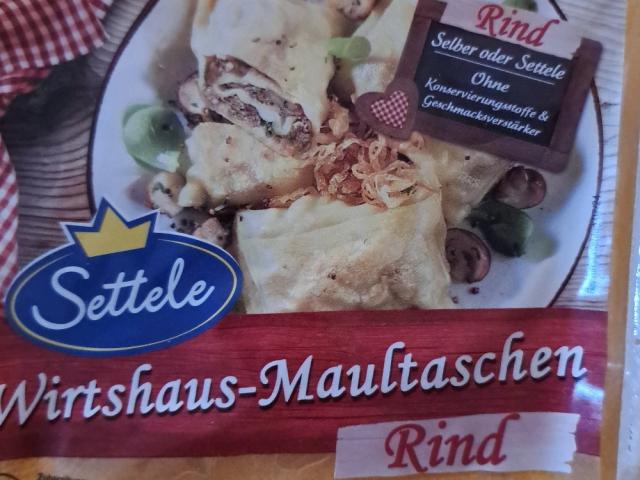 Rind
Selber oder Settele
Ohne
Konservierungsstoffe &
Geschmacksverstärker
Settele
Wirtshaus-Maultaschen
Rind